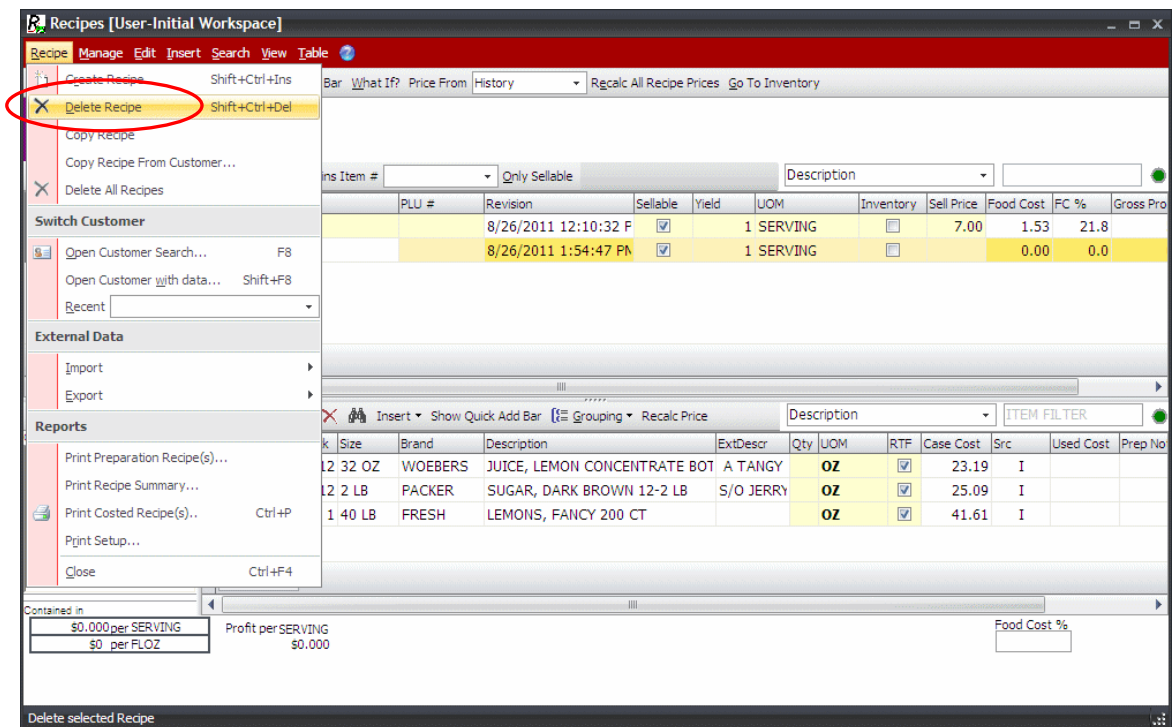 Recipes [User-Initial Workspace]
Recipe Manage Edit Insert Search View Table
Create Recipe Shift+Ctrl+Ins Bar What If? Price From History Recalc All Recipe Prices Go To Inventory
Delete Recipe Shift+Ctrl+Del
Copy Recipe
Copy Recipe From Customer...
ins Item # Only Sellable Description
Delete All Recipes
PLU # Revision Sellable Yield UOM Inventory Sell Price Food Cost FC % Gross Pro
Switch Customer
8/26/2011 12:10:32 P 1 SERVING 7.00 1.53 21.8
Open Customer Search... F8 8/26/2011 1:54:47 PM 1 SERVING 0.00 0.0
Open Customer with data... Shift+F8
Recent
External Data
Import
Export
Insert Show Quick Add Bar Grouping Recalc Price Description ITEM FILTER
Reports
k Size Brand Description ExtDescr Qty UOM RTF Case Cost Src Used Cost Prep No
Print Preparation Recipe(s)...
12 32 OZ WOEBERS JUICE, LEMON CONCENTRATE BOT A TANGY OZ 23.19 I
Print Recipe Summary...
12 2 LB PACKER SUGAR, DARK BROWN 12-2 LB S/O JERRY OZ 25.09 I
Print Costed Recipe(s).. Ctrl+P
1 40 LB FRESH LEMONS, FANCY 200 CT OZ 41.61 I
Print Setup...
Close Ctrl+F4
Contained in
$0.000 per SERVING Profit per SERVING Food Cost %
$0 per FLOZ $0.000
Delete selected Recipe